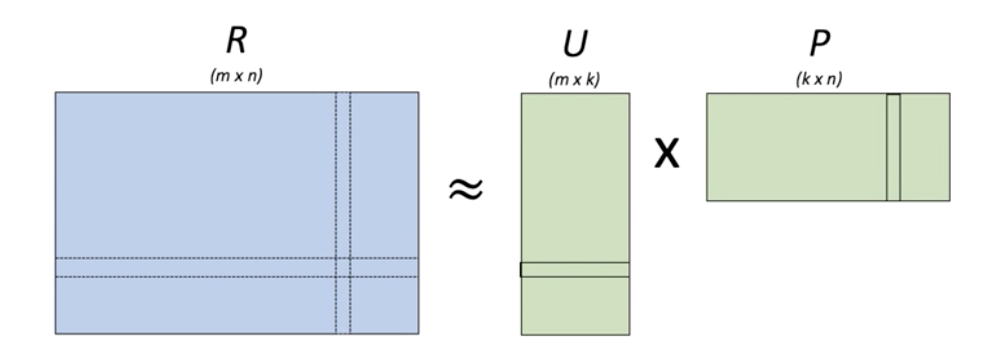 R
(m x n)
≈
U
(m x k)
X
P
(k x n)